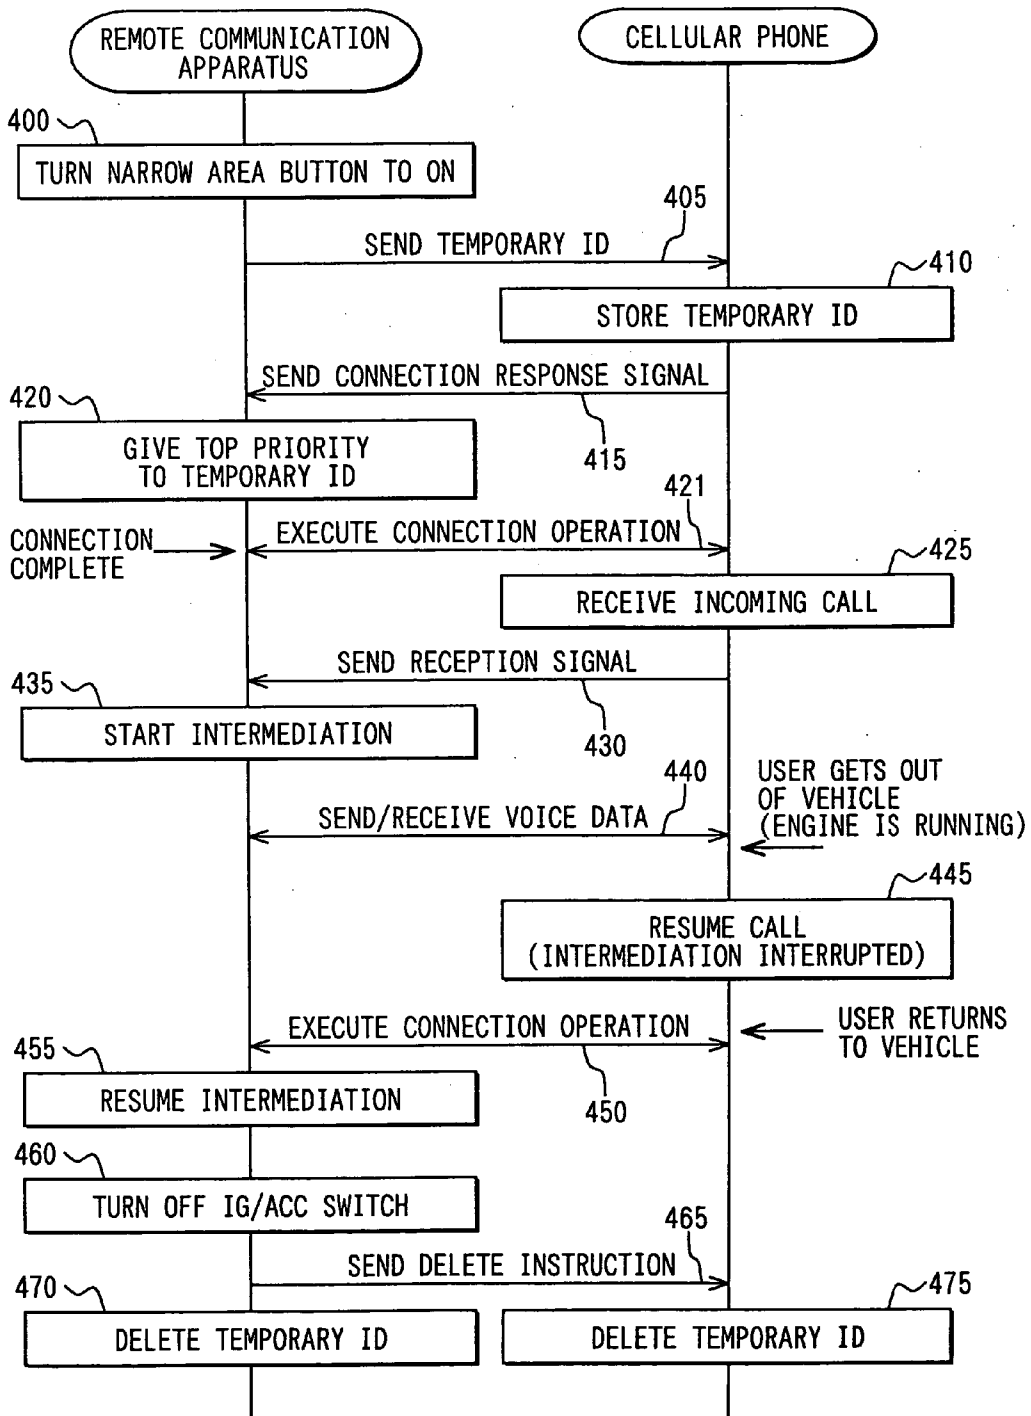 REMOTE COMMUNICATION
APPARATUS
CELLULAR PHONE
400
TURN NARROW AREA BUTTON TO ON
405
SEND TEMPORARY ID
410
STORE TEMPORARY ID
SEND CONNECTION RESPONSE SIGNAL
415
420
GIVE TOP PRIORITY
TO TEMPORARY ID
421
EXECUTE CONNECTION OPERATION
CONNECTION
COMPLETE
425
RECEIVE INCOMING CALL
SEND RECEPTION SIGNAL
430
435
START INTERMEDIATION
440
SEND/RECEIVE VOICE DATA
USER GETS OUT
OF VEHICLE
(ENGINE IS RUNNING)
445
RESUME CALL
(INTERMEDIATION INTERRUPTED)
EXECUTE CONNECTION OPERATION
450
USER RETURNS
TO VEHICLE
455
RESUME INTERMEDIATION
460
TURN OFF IG/ACC SWITCH
465
SEND DELETE INSTRUCTION
470
DELETE TEMPORARY ID
475
DELETE TEMPORARY ID